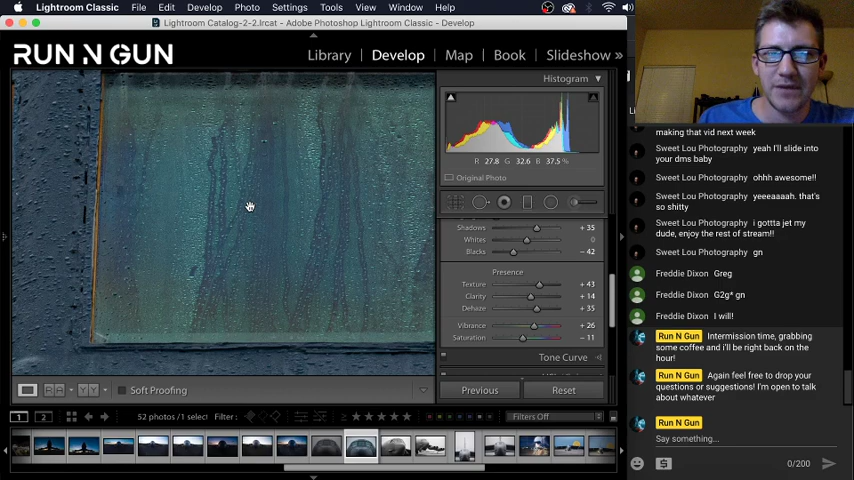 Lightroom Classic File Edit Develop Photo Settings Tools View Window Help
Lightroom Catalog-2-2.lrcat - Adobe Photoshop Lightroom Classic - Develop
RUN N GUN
Library | Develop | Map | Book | Slideshow »
Histogram
R 27.8 G 32.6 B 37.5 %
Original Photo
Shadows + 35
Whites 0
Blacks - 42
Presence
Texture + 43
Clarity + 14
Dehaze + 35
Vibrance + 26
Saturation - 11
Tone Curve
Previous
Reset
Soft Proofing
1 2
52 photos /1 select
Filter :
Filters Off
making that vid next week
Sweet Lou Photography yeah I'll slide into
your dms baby
Sweet Lou Photography ohhh awesome!!
Sweet Lou Photography yeeeaaaah. that's
so shitty
Sweet Lou Photography i gottta jet my
dude, enjoy the rest of stream!!
Sweet Lou Photography gn
Freddie Dixon Greg
Freddie Dixon G2g* gn
Freddie Dixon I will!
Run N Gun Intermission time, grabbing
some coffee and i'll be right back on the
hour!
Run N Gun Again feel free to drop your
questions or suggestions! I'm open to talk
about whatever
Run N Gun
Say something...
0/200